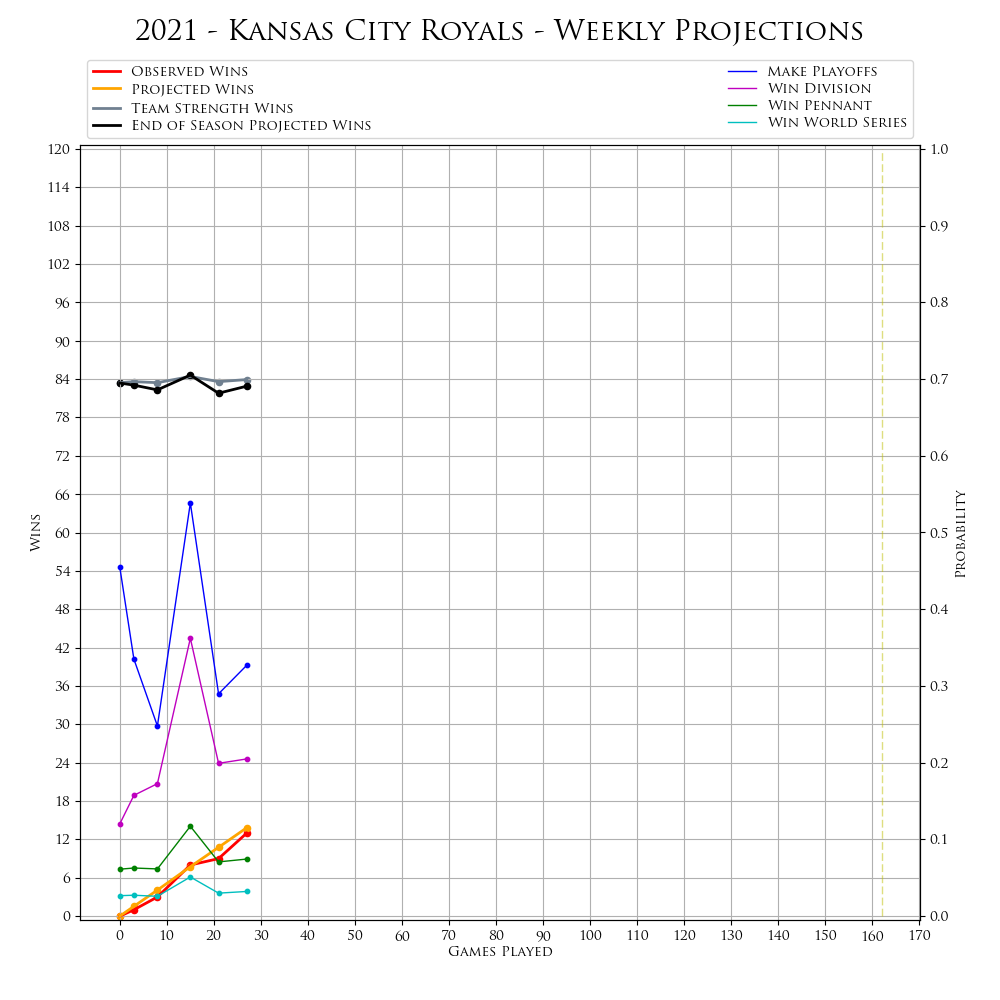 2021 - Kansas City Royals - Weekly Projections
Observed Wins
Projected Wins
Team Strength Wins
End of Season Projected Wins
Make Playoffs
Win Division
Win Pennant
Win World Series
120
114
108
102
96
90
84
78
72
66
60
54
48
42
36
30
24
18
12
6
0
Wins
1.0
0.9
0.8
0.7
0.6
0.5
0.4
0.3
0.2
0.1
0.0
Probability
0 10 20 30 40 50 60 70 80 90 100 110 120 130 140 150 160 170
Games Played